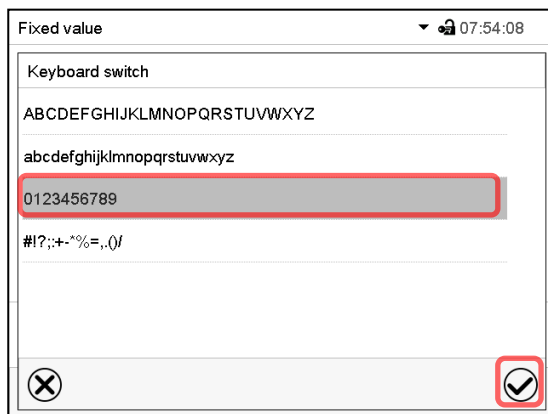 Fixed value 07:54:08
Keyboard switch
ABCDEFGHIJKLMNOPQRSTUVWXYZ
abcdefghijklmnopqrstuvwxyz
0123456789
#!?;:+-*%=,.()/